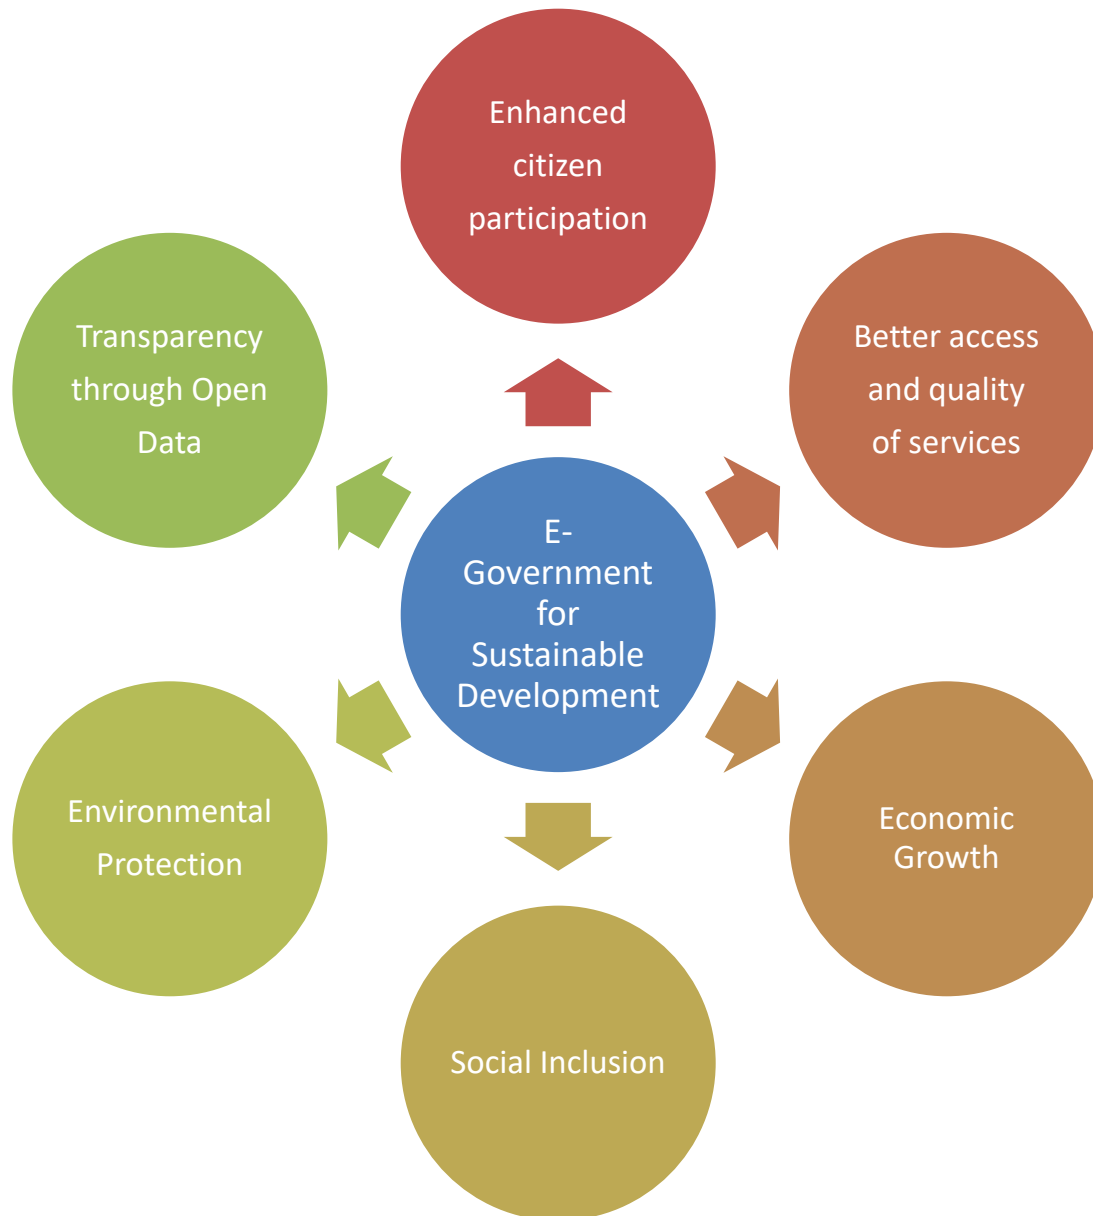 Enhanced
citizen
participation
Transparency
through Open
Data
Better access
and quality
of services
E-
Government
for
Sustainable
Development
Environmental
Protection
Economic
Growth
Social Inclusion